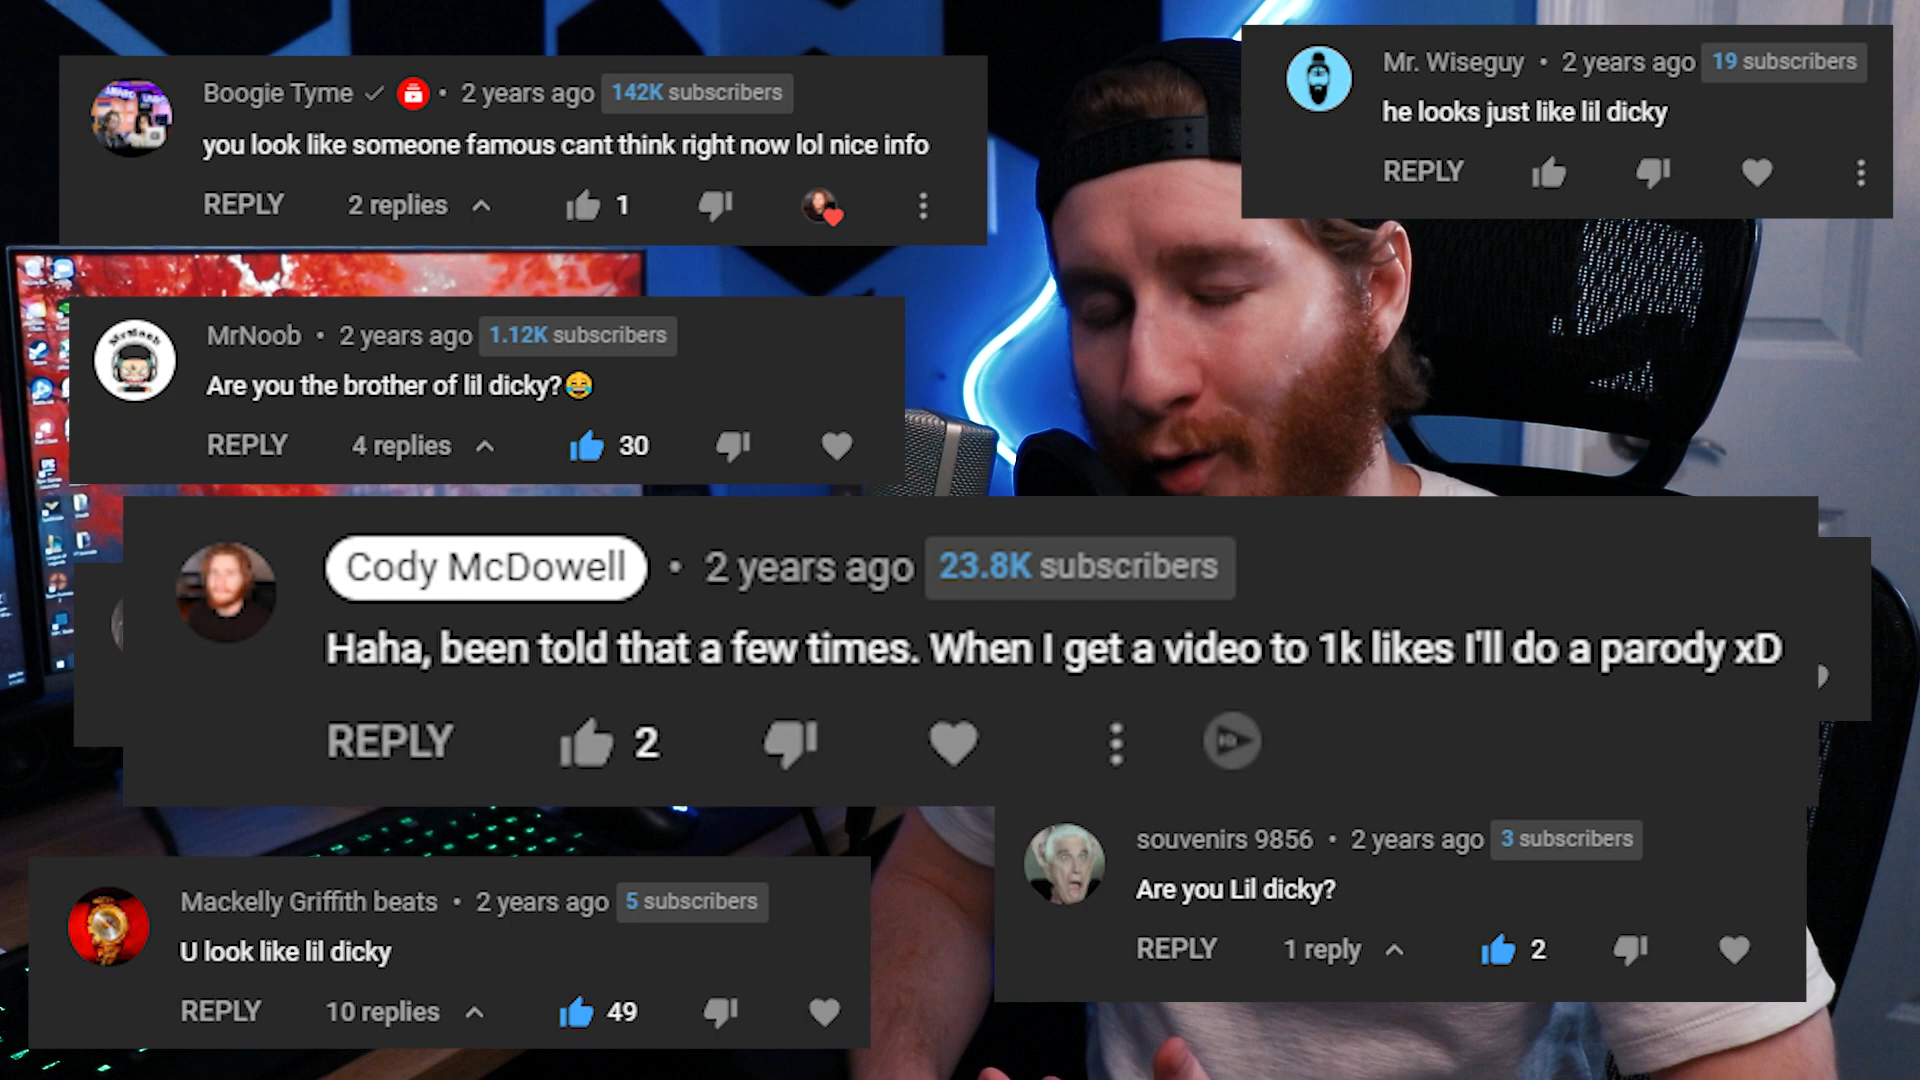 Boogie Tyme • 2 years ago 142K subscribers
you look like someone famous cant think right now lol nice info
REPLY 2 replies 1
Mr. Wiseguy • 2 years ago 19 subscribers
he looks just like lil dicky
REPLY
MrNoob • 2 years ago 1.12K subscribers
Are you the brother of lil dicky?😂
REPLY 4 replies 30
Cody McDowell • 2 years ago 23.8K subscribers
Haha, been told that a few times. When I get a video to 1k likes I'll do a parody xD
REPLY 2
souvenirs 9856 • 2 years ago 3 subscribers
Are you Lil dicky?
REPLY 1 reply 2
Mackelly Griffith beats • 2 years ago 5 subscribers
U look like lil dicky
REPLY 10 replies 49